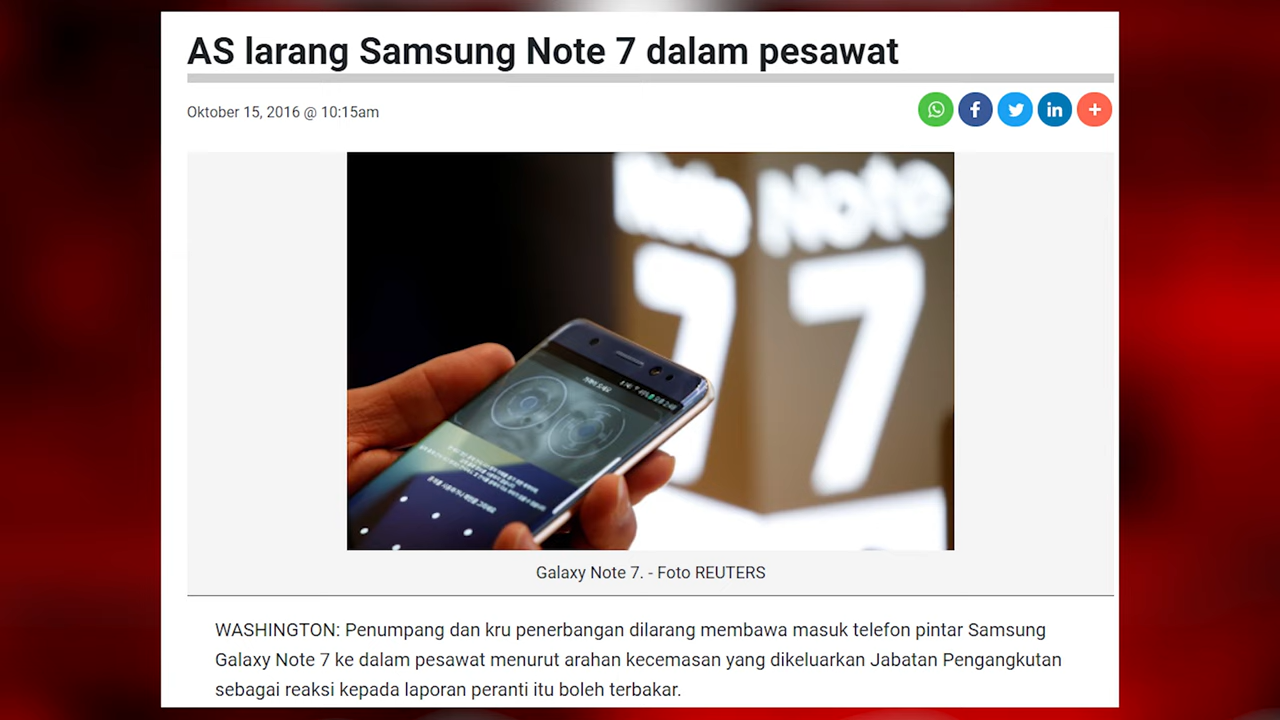 AS larang Samsung Note 7 dalam pesawat
Oktober 15, 2016 @ 10:15am
Note Note
7 7
Galaxy Note 7. - Foto REUTERS
WASHINGTON: Penumpang dan kru penerbangan dilarang membawa masuk telefon pintar Samsung
Galaxy Note 7 ke dalam pesawat menurut arahan kecemasan yang dikeluarkan Jabatan Pengangkutan
sebagai reaksi kepada laporan peranti itu boleh terbakar.